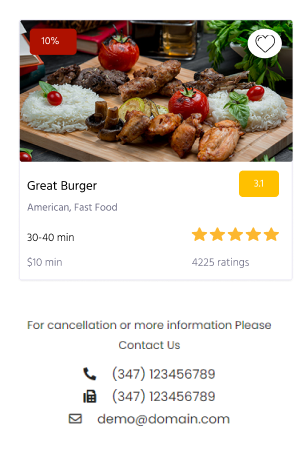 10%
Great Burger
3.1
American, Fast Food
30-40 min
$10 min
4225 ratings
For cancellation or more information Please
Contact Us
(347) 123456789
(347) 123456789
demo@domain.com